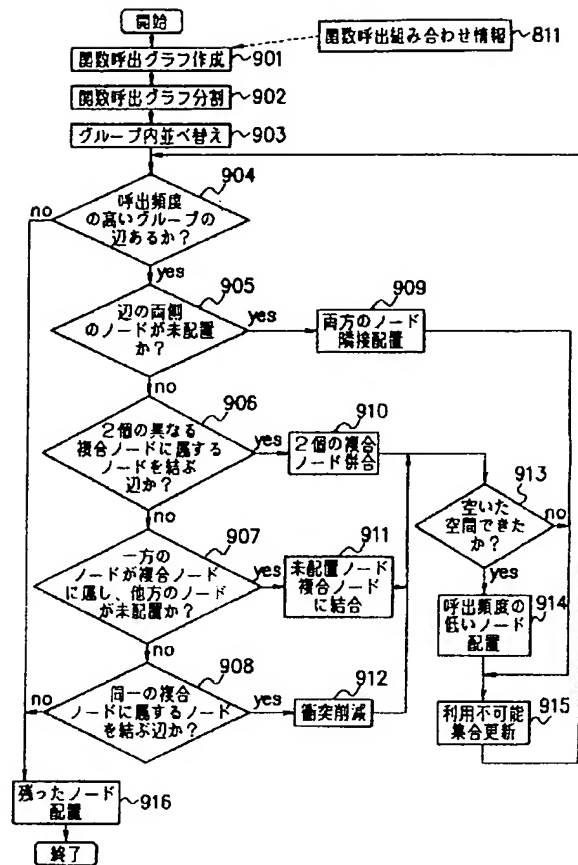 開始
関数呼出グラフ作成
901
関数呼出組み合わせ情報
811
関数呼出グラフ分割
902
グループ内並べ替え
903
904
no
呼出頻度
の高いグループの
辺あるか?
yes
905
辺の両側
のノードが未配置
か?
yes
909
両方のノード
隣接配置
no
906
2個の異なる
複合ノードに属する
ノードを結ぶ
辺か?
yes
910
2個の複合
ノード併合
913
空いた
空間できた
か?
no
no
907
一方の
ノードが複合ノード
に属し、他方のノード
が未配置か?
yes
911
未配置ノード
複合ノード
に結合
yes
呼出頻度の
低いノード
配置
914
no
908
同一の複合
ノードに属するノード
を結ぶ辺か?
no
yes
912
衝突削減
利用不可能
集合更新
915
残ったノード
配置
916
終了